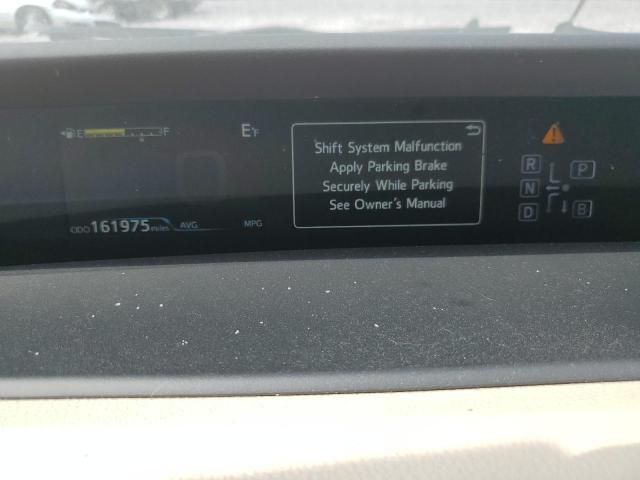 E F
E°F
Shift System Malfunction
Apply Parking Brake
Securely While Parking
See Owner's Manual
R P
N
D B
ODO 161975 miles AVG MPG